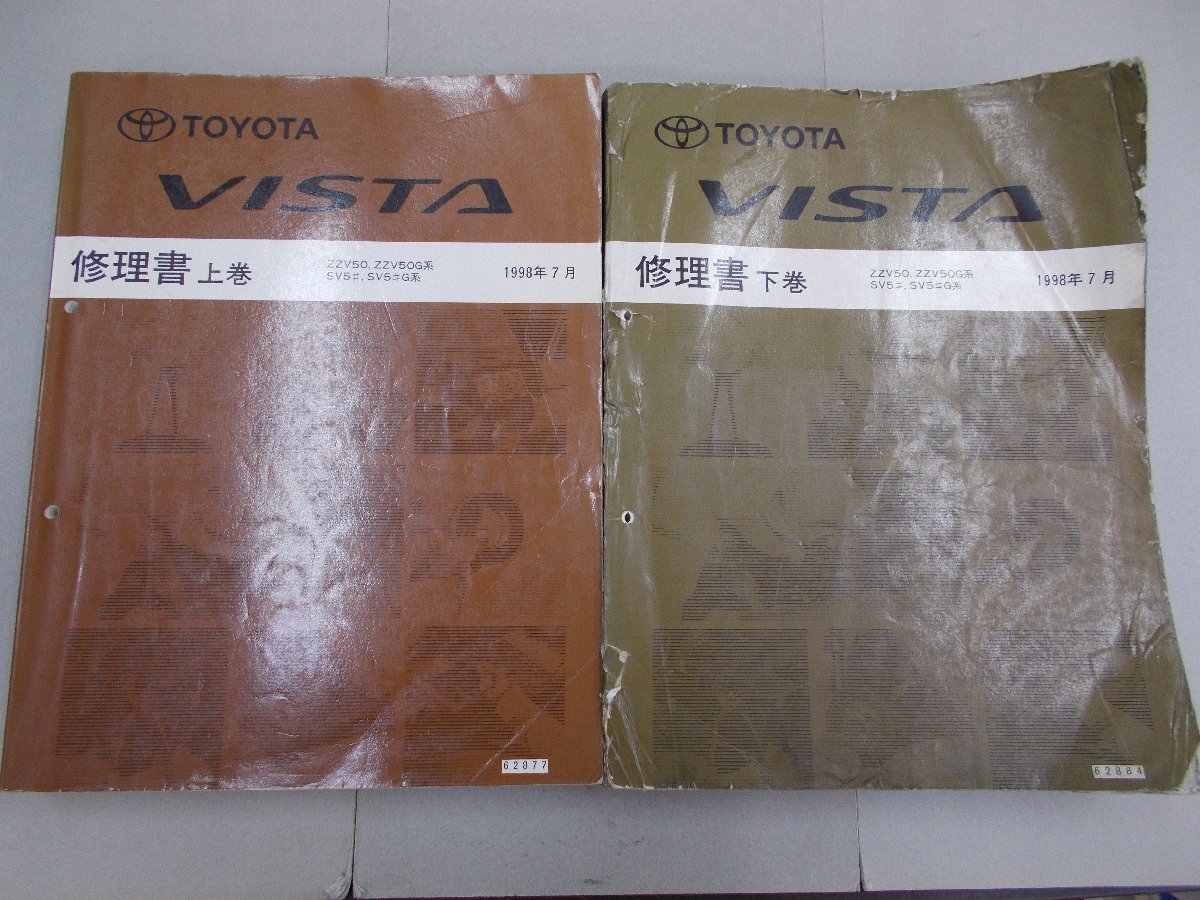 TOYOTA
VISTA
修理書 上巻
ZZV50, ZZV50G系
SV5♯, SV5♯G系
1998年7月
62877
TOYOTA
VISTA
修理書 下巻
ZZV50, ZZV50G系
SV5♯, SV5♯G系
1998年7月
62884